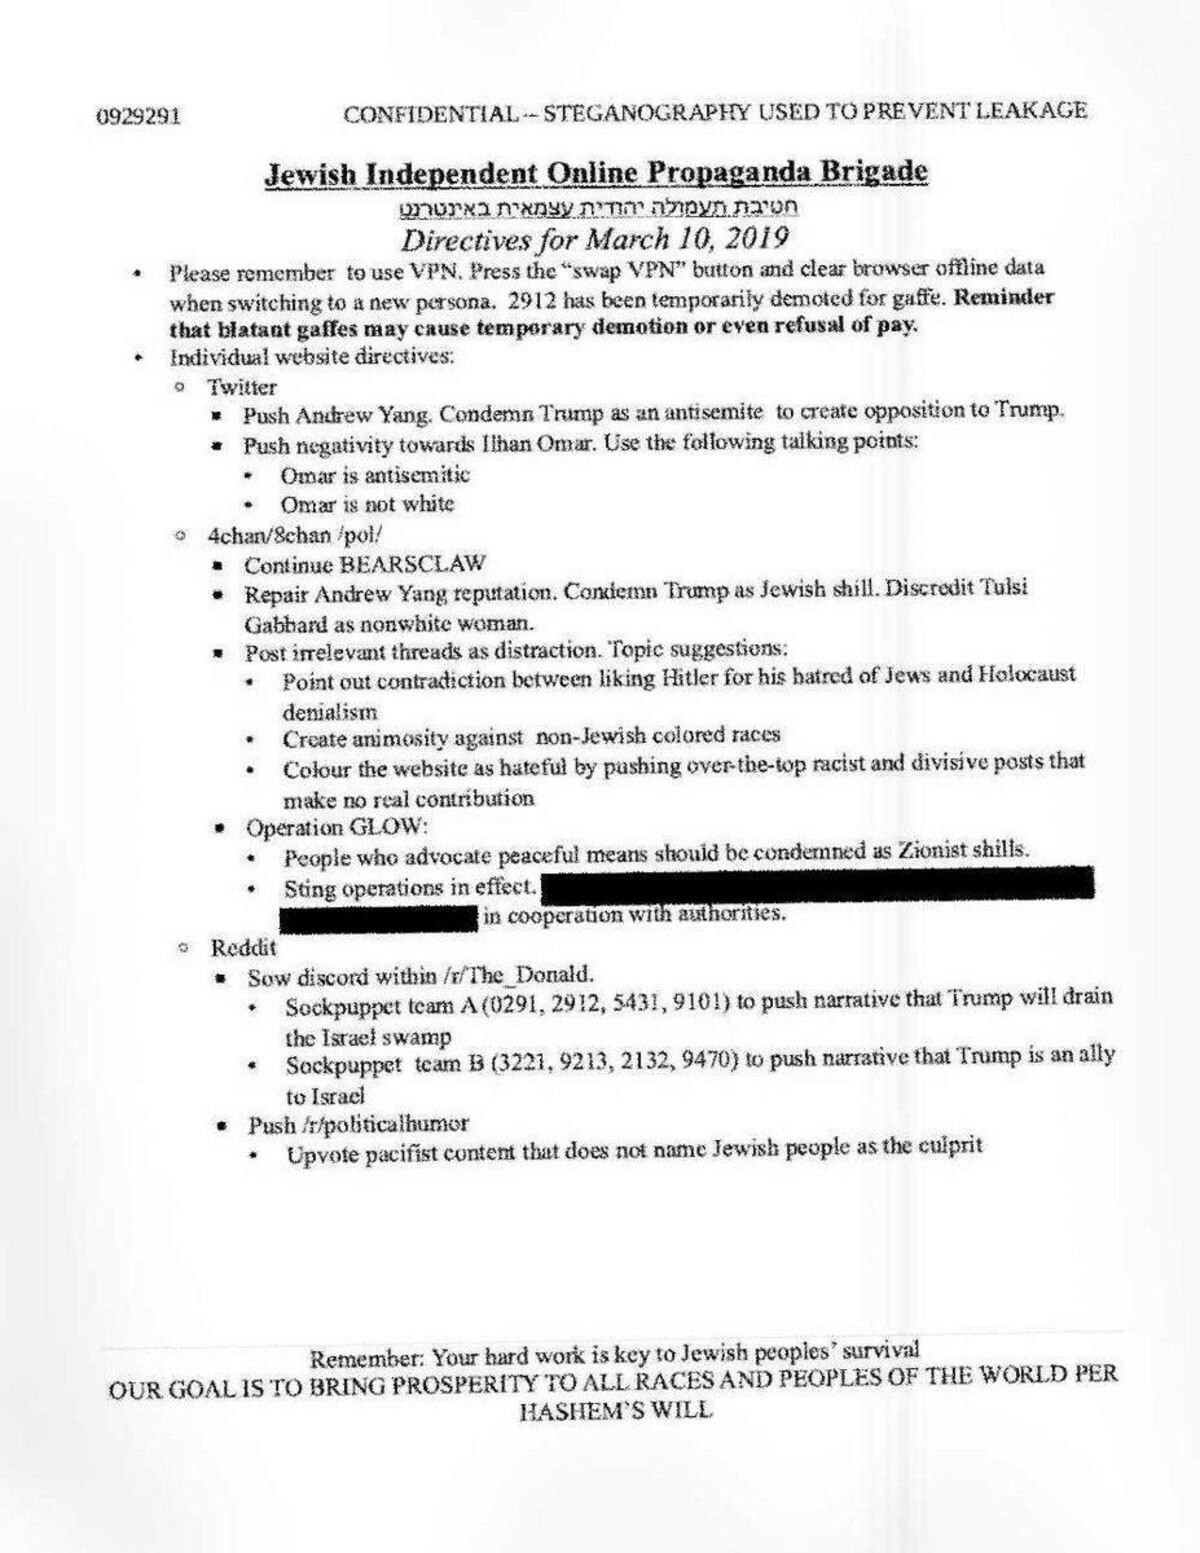 0929291 CONFIDENTIAL -- STEGANOGRAPHY USED TO PREVENT LEAKAGE
Jewish Independent Online Propaganda Brigade
חטיבת תעמולה יהודית עצמאית באינטרנט
Directives for March 10, 2019
• Please remember to use VPN. Press the “swap VPN” button and clear browser offline data
when switching to a new persona. 2912 has been temporarily demoted for gaffe. Reminder
that blatant gaffes may cause temporary demotion or even refusal of pay.
• Individual website directives:
○ Twitter
▪ Push Andrew Yang. Condemn Trump as an antisemite to create opposition to Trump.
▪ Push negativity towards Ilhan Omar. Use the following talking points:
• Omar is antisemitic
• Omar is not white
○ 4chan/8chan /pol/
▪ Continue BEARSCLAW
▪ Repair Andrew Yang reputation. Condemn Trump as Jewish shill. Discredit Tulsi
Gabbard as nonwhite woman.
▪ Post irrelevant threads as distraction. Topic suggestions:
• Point out contradiction between liking Hitler for his hatred of Jews and Holocaust
denialism
• Create animosity against non-Jewish colored races
• Colour the website as hateful by pushing over-the-top racist and divisive posts that
make no real contribution
▪ Operation GLOW:
• People who advocate peaceful means should be condemned as Zionist shills.
• Sting operations in effect.
in cooperation with authorities.
○ Reddit
▪ Sow discord within /r/The_Donald.
• Sockpuppet team A (0291, 2912, 5431, 9101) to push narrative that Trump will drain
the Israel swamp
• Sockpuppet team B (3221, 9213, 2132, 9470) to push narrative that Trump is an ally
to Israel
▪ Push /r/politicalhumor
• Upvote pacifist content that does not name Jewish people as the culprit
Remember: Your hard work is key to Jewish peoples’ survival
OUR GOAL IS TO BRING PROSPERITY TO ALL RACES AND PEOPLES OF THE WORLD PER
HASHEM’S WILL